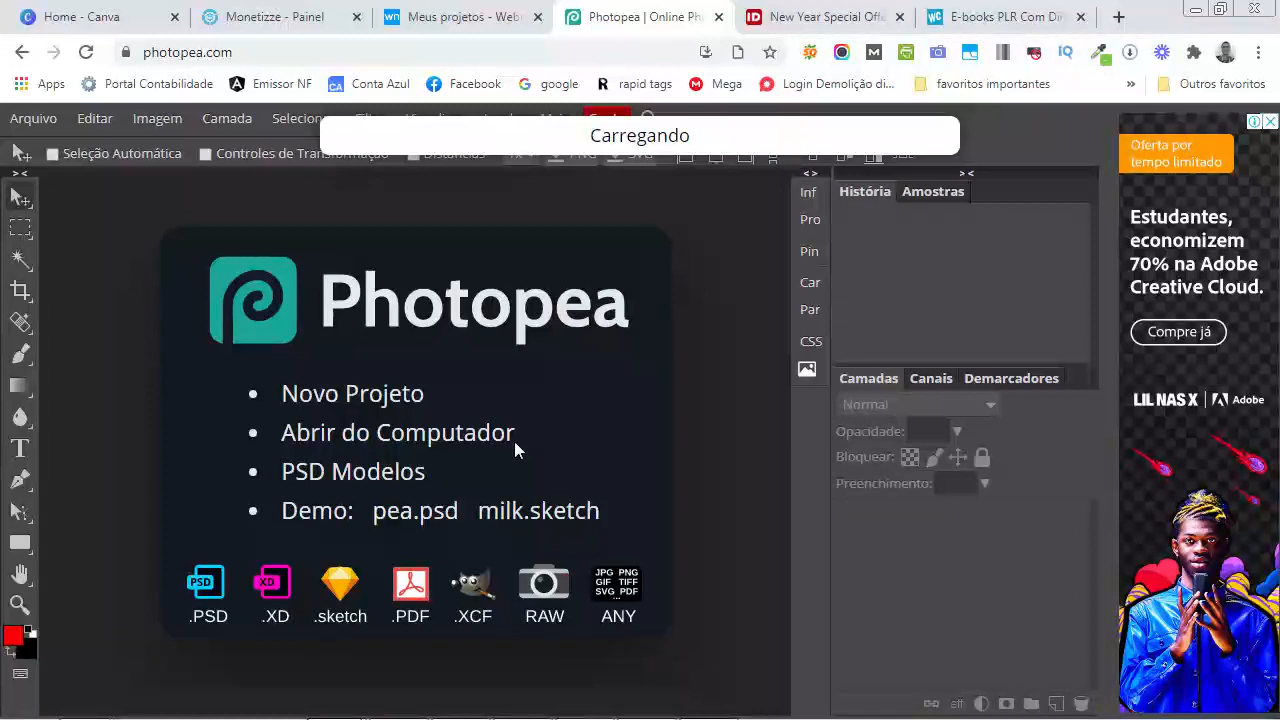 Home - Canva
Monetizze - Painel
Meus projetos - Web
Photopea | Online Ph
New Year Special Off
E-books PLR Com Di
photopea.com
Apps
Portal Contabilidade
Emissor NF
Conta Azul
Facebook
google
rapid tags
Mega
Login Demolição di
favoritos importantes
Outros favoritos
Arquivo
Editar
Imagem
Camada
Selecion
Carregando
Seleção Automática
Controles de Transformação
Distâncias
Photopea
Novo Projeto
Abrir do Computador
PSD Modelos
Demo: pea.psd milk.sketch
PSD
XD
JPG PNG
GIF TIFF
SVG PDF
.PSD
.XD
.sketch
.PDF
.XCF
RAW
ANY
Inf
Pro
Pin
Car
Par
CSS
História
Amostras
Camadas
Canais
Demarcadores
Normal
Opacidade:
Bloquear:
Preenchimento:
eff
Oferta por
tempo limitado
Estudantes,
economizem
70% na Adobe
Creative Cloud.
Compre já
LIL NAS X | Adobe